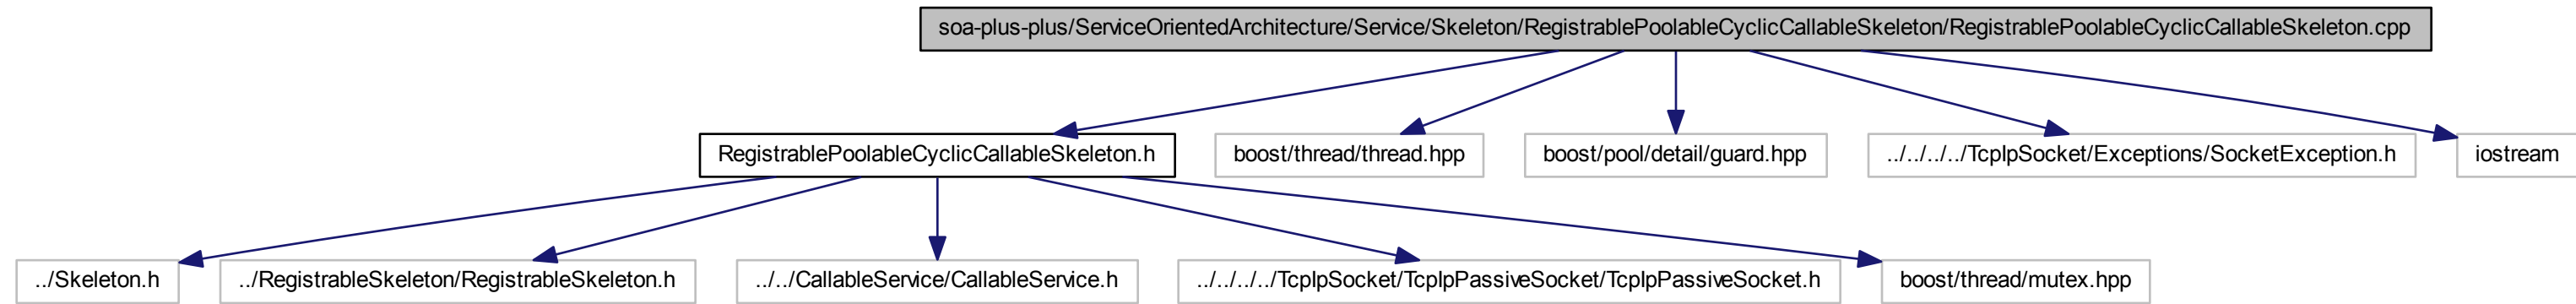 soa-plus-plus/ServiceOrientedArchitecture/Service/Skeleton/RegistrablePoolableCyclicCallableSkeleton/RegistrablePoolableCyclicCallableSkeleton.cpp
RegistrablePoolableCyclicCallableSkeleton.h
boost/thread/thread.hpp
boost/pool/detail/guard.hpp
../../../../TcpIpSocket/Exceptions/SocketException.h
iostream
../Skeleton.h
../RegistrableSkeleton/RegistrableSkeleton.h
../../CallableService/CallableService.h
../../../../TcpIpSocket/TcpIpPassiveSocket/TcpIpPassiveSocket.h
boost/thread/mutex.hpp